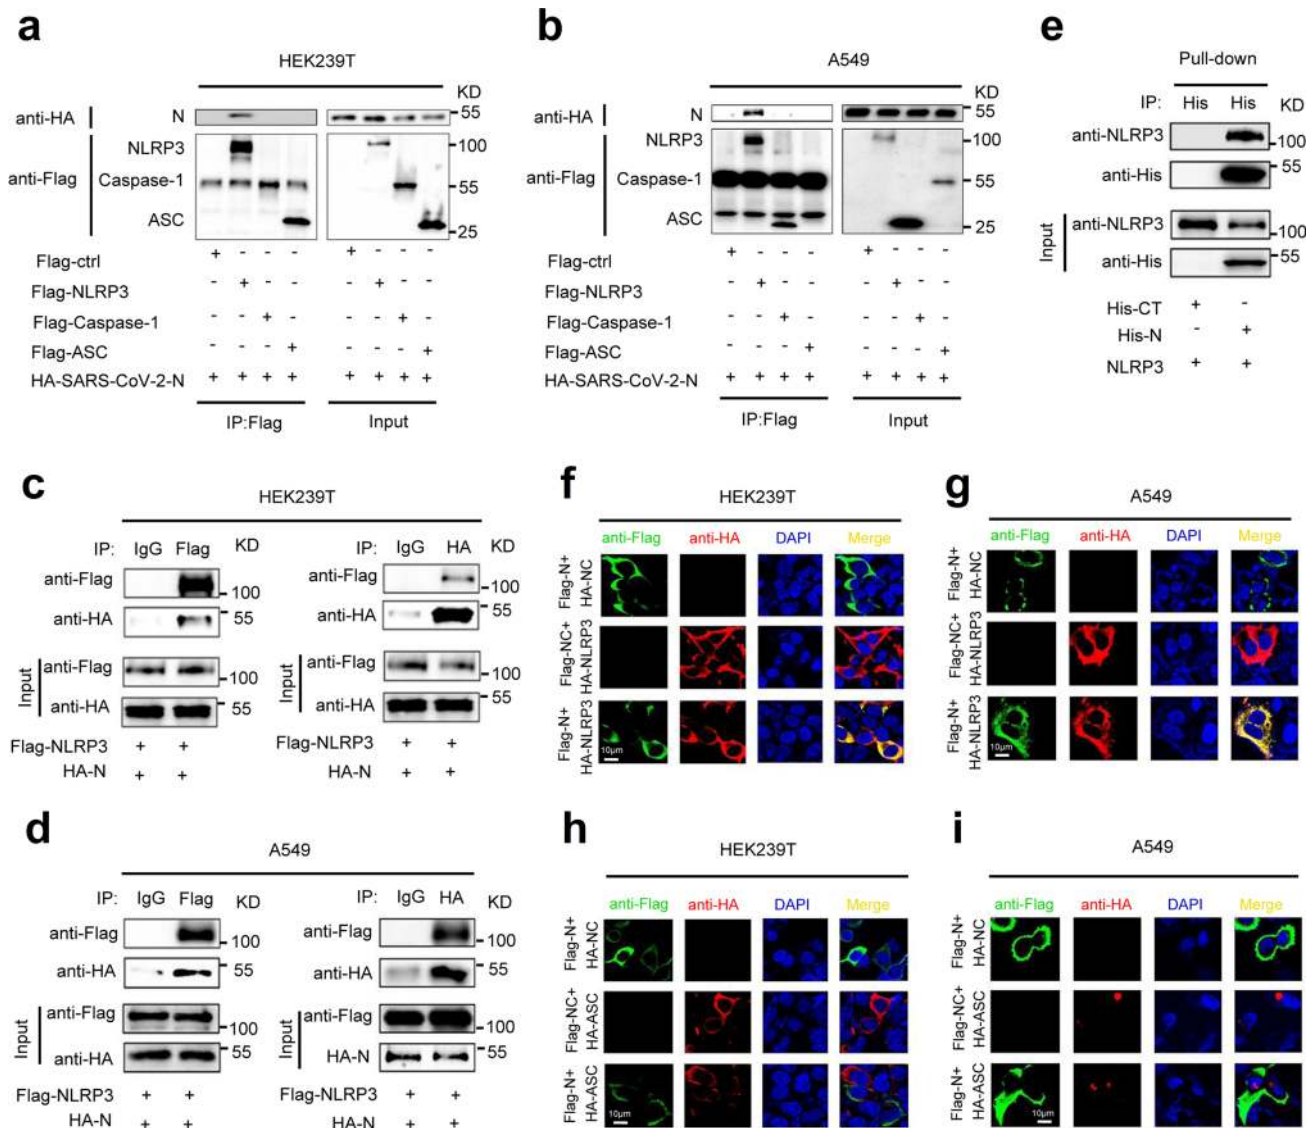 a
HEK239T
KD
anti-HA
N
55
anti-Flag
NLRP3
100
Caspase-1
55
ASC
25
Flag-ctrl + - - - + - - -
Flag-NLRP3 - + - - - + - -
Flag-Caspase-1 - - + - - - + -
Flag-ASC - - - + - - - +
HA-SARS-CoV-2-N + + + + + + + +
IP:Flag Input
b
A549
KD
anti-HA
N
55
anti-Flag
NLRP3
100
Caspase-1
55
ASC
25
Flag-ctrl + - - - + - - -
Flag-NLRP3 - + - - - + - -
Flag-Caspase-1 - - + - - - + -
Flag-ASC - - - + - - - +
HA-SARS-CoV-2-N + + + + + + + +
IP:Flag Input
e
Pull-down
IP: His His KD
anti-NLRP3
100
anti-His
55
Input
anti-NLRP3
100
anti-His
55
His-CT + -
His-N - +
NLRP3 + +
c
HEK239T
IP: IgG Flag KD
anti-Flag
100
anti-HA
55
Input
anti-Flag
100
anti-HA
55
Flag-NLRP3 + +
HA-N + +
IP: IgG HA KD
anti-Flag
100
anti-HA
55
Input
anti-Flag
100
anti-HA
55
Flag-NLRP3 + +
HA-N + +
f
HEK239T
anti-Flag anti-HA DAPI Merge
Flag-N+
HA-NC
Flag-NC+
HA-NLRP3
Flag-N+
HA-NLRP3
10μm
g
A549
anti-Flag anti-HA DAPI Merge
Flag-N+
HA-NC
Flag-NC+
HA-NLRP3
Flag-N+
HA-NLRP3
10μm
d
A549
IP: IgG Flag KD
anti-Flag
100
anti-HA
55
Input
anti-Flag
100
anti-HA
55
Flag-NLRP3 + +
HA-N + +
IP: IgG HA KD
anti-Flag
100
anti-HA
55
Input
anti-Flag
100
HA-N
55
Flag-NLRP3 + +
HA-N + +
h
HEK239T
anti-Flag anti-HA DAPI Merge
Flag-N+
HA-NC
Flag-NC+
HA-ASC
Flag-N+
HA-ASC
10μm
i
A549
anti-Flag anti-HA DAPI Merge
Flag-N+
HA-NC
Flag-NC+
HA-ASC
Flag-N+
HA-ASC
10μm